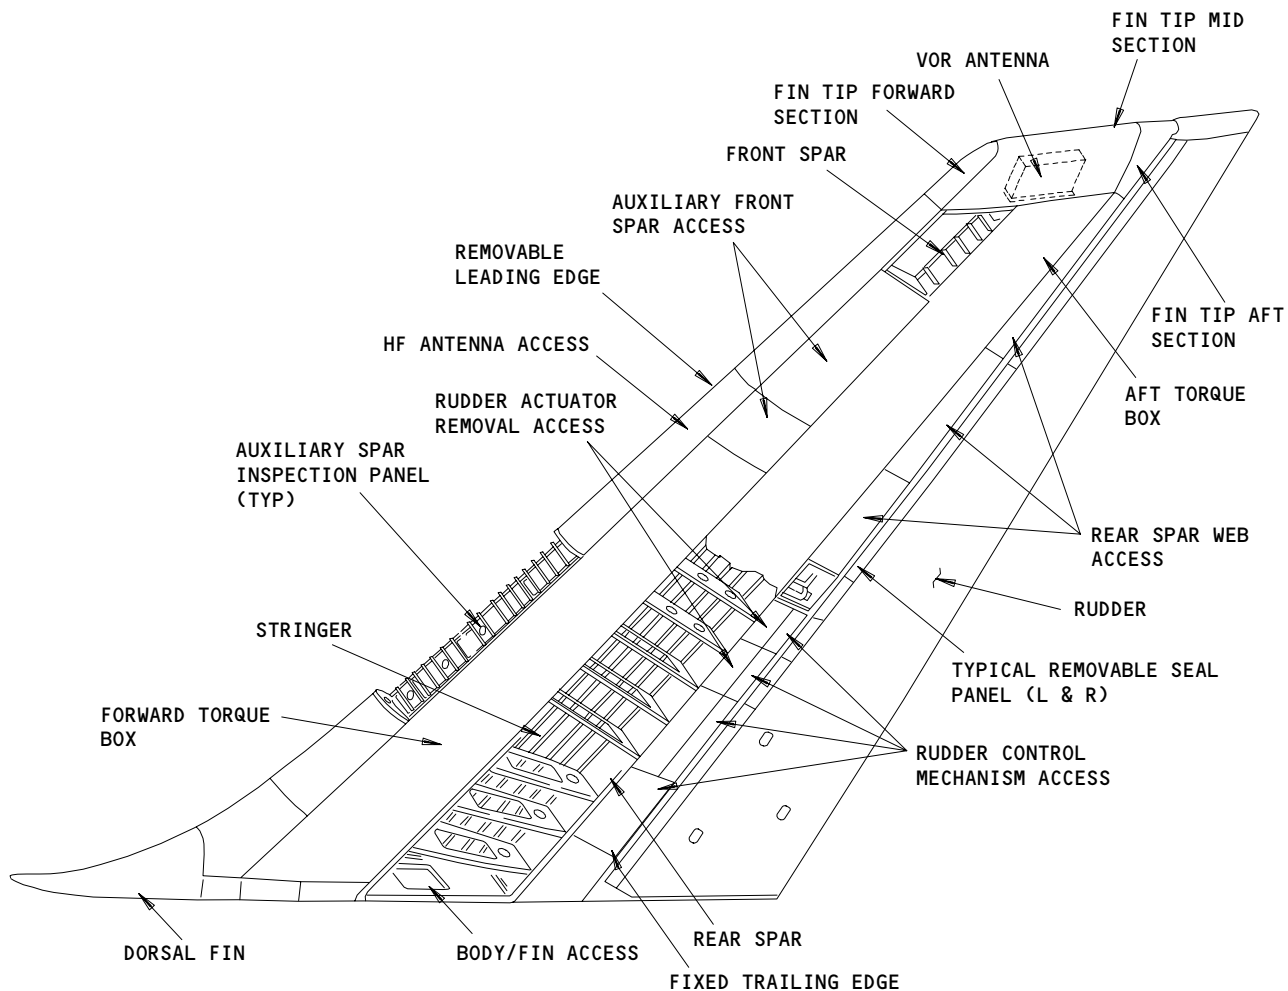 FIN TIP MID
SECTION
VOR ANTENNA
FIN TIP FORWARD
SECTION
FRONT SPAR
AUXILIARY FRONT
SPAR ACCESS
REMOVABLE
LEADING EDGE
HF ANTENNA ACCESS
RUDDER ACTUATOR
REMOVAL ACCESS
AUXILIARY SPAR
INSPECTION PANEL
(TYP)
STRINGER
FORWARD TORQUE
BOX
DORSAL FIN
BODY/FIN ACCESS
REAR SPAR
FIXED TRAILING EDGE
RUDDER CONTROL
MECHANISM ACCESS
TYPICAL REMOVABLE SEAL
PANEL (L & R)
RUDDER
REAR SPAR WEB
ACCESS
AFT TORQUE
BOX
FIN TIP AFT
SECTION